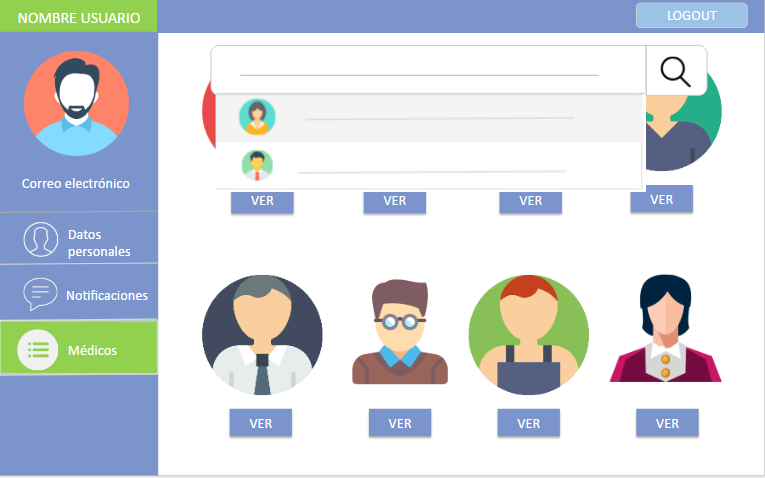 NOMBRE USUARIO
LOGOUT
Correo electrónico
Datos
personales
Notificaciones
Médicos
VER
VER
VER
VER
VER
VER
VER
VER